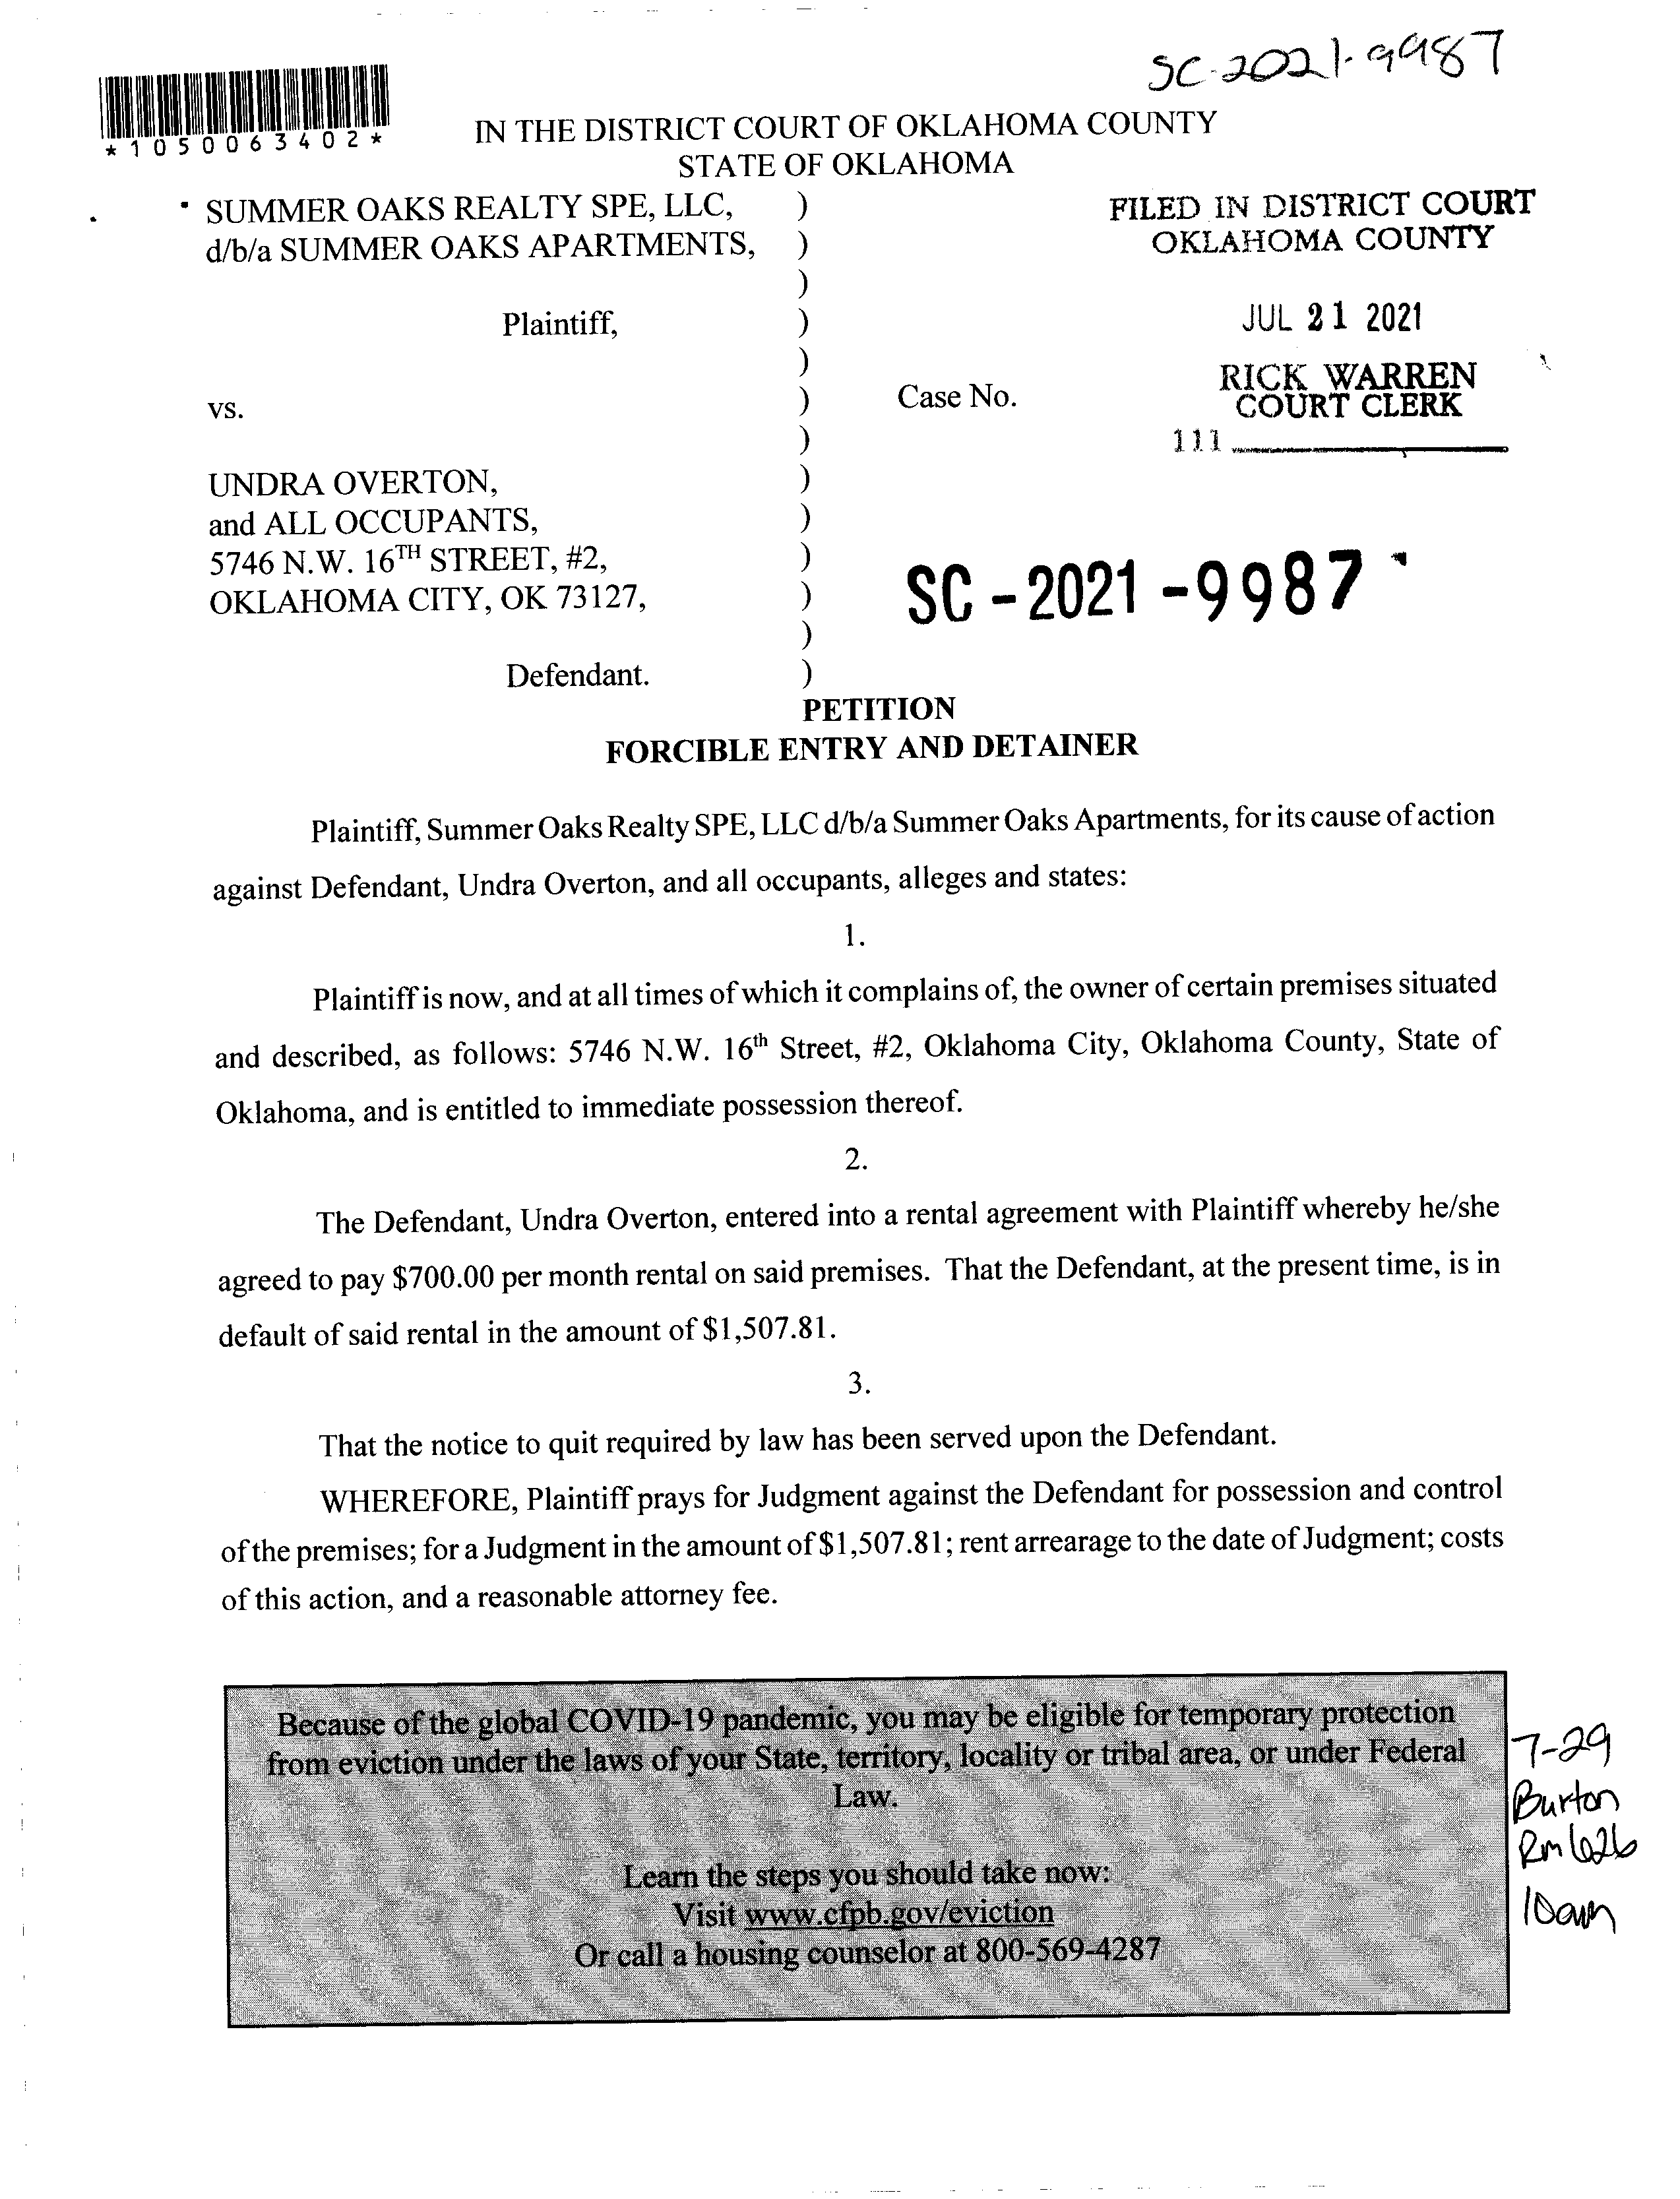 SC-2021-9987
*1050063402*
IN THE DISTRICT COURT OF OKLAHOMA COUNTY
STATE OF OKLAHOMA
SUMMER OAKS REALTY SPE, LLC, )
d/b/a SUMMER OAKS APARTMENTS, )
)
Plaintiff, )
)
vs. )
)
UNDRA OVERTON, )
and ALL OCCUPANTS, )
5746 N.W. 16TH STREET, #2, )
OKLAHOMA CITY, OK 73127, )
)
Defendant. )
FILED IN DISTRICT COURT
OKLAHOMA COUNTY
JUL 21 2021
RICK WARREN
COURT CLERK
111
Case No.
SC-2021-9987
PETITION
FORCIBLE ENTRY AND DETAINER
Plaintiff, Summer Oaks Realty SPE, LLC d/b/a Summer Oaks Apartments, for its cause of action
against Defendant, Undra Overton, and all occupants, alleges and states:
1.
Plaintiff is now, and at all times of which it complains of, the owner of certain premises situated
and described, as follows: 5746 N.W. 16th Street, #2, Oklahoma City, Oklahoma County, State of
Oklahoma, and is entitled to immediate possession thereof.
2.
The Defendant, Undra Overton, entered into a rental agreement with Plaintiff whereby he/she
agreed to pay $700.00 per month rental on said premises. That the Defendant, at the present time, is in
default of said rental in the amount of $1,507.81.
3.
That the notice to quit required by law has been served upon the Defendant.
WHEREFORE, Plaintiff prays for Judgment against the Defendant for possession and control
of the premises; for a Judgment in the amount of $1,507.81; rent arrearage to the date of Judgment; costs
of this action, and a reasonable attorney fee.
Because of the global COVID-19 pandemic, you may be eligible for temporary protection
from eviction under the laws of your State, territory, locality or tribal area, or under Federal
Law.
Learn the steps you should take now:
Visit www.cfpb.gov/eviction
Or call a housing counselor at 800-569-4287
7-29
Burton
Rm 626
10am